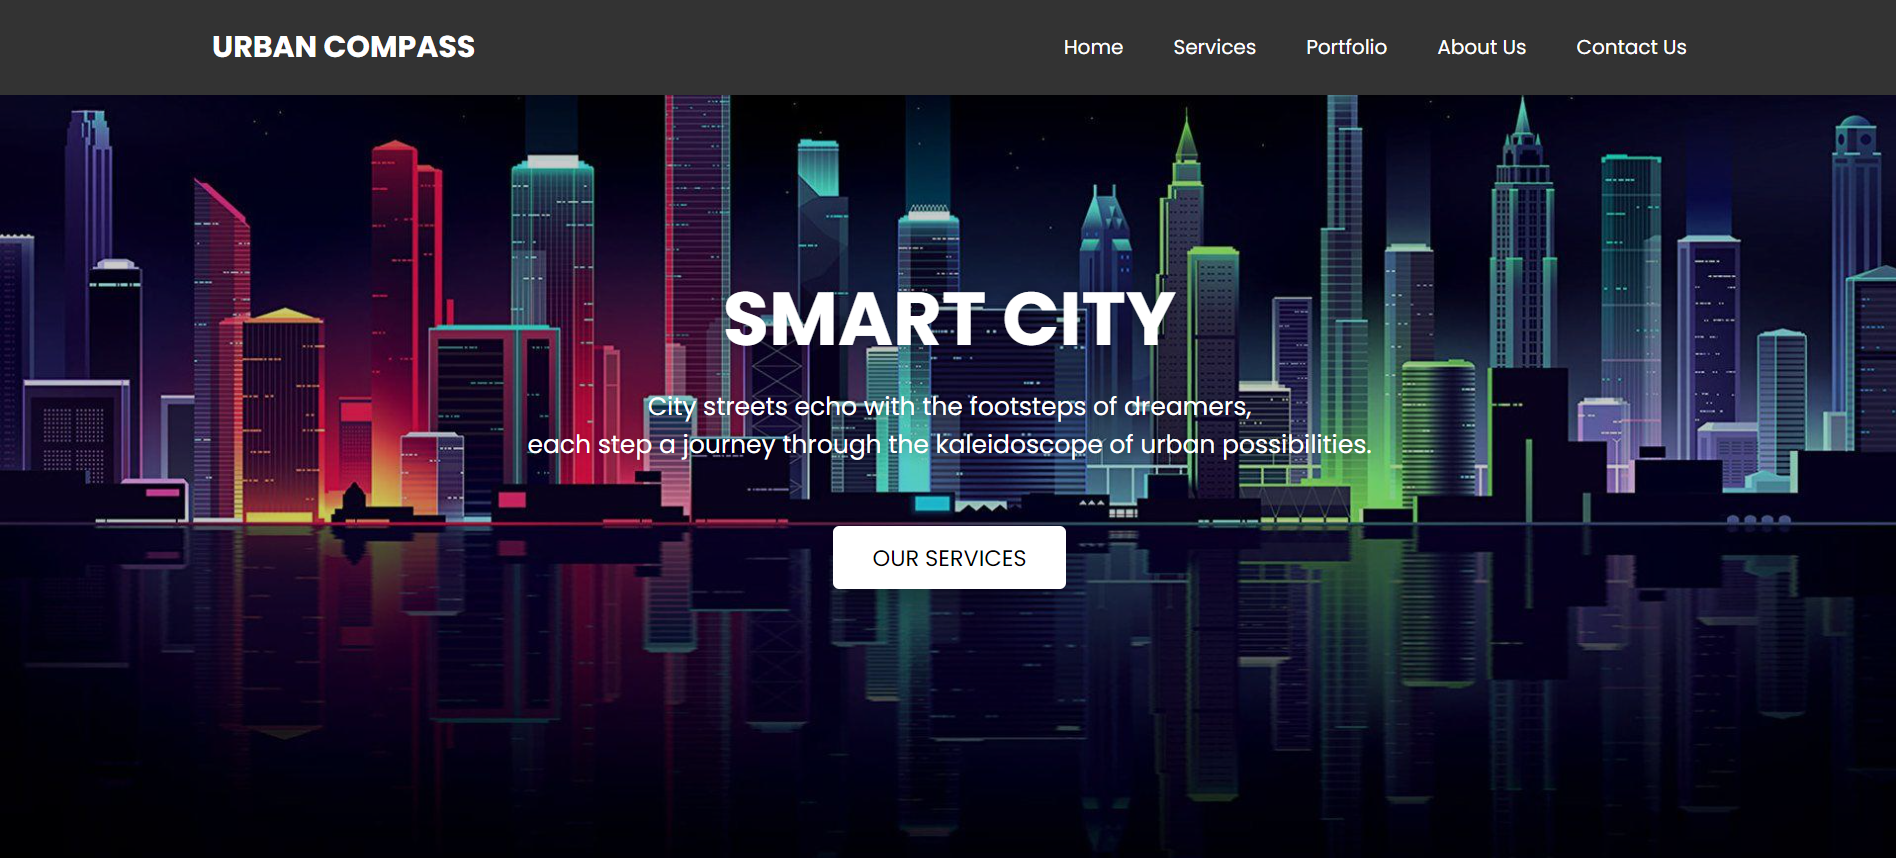 URBAN COMPASS
Home Services Portfolio About Us Contact Us
SMART CITY
City streets echo with the footsteps of dreamers,
each step a journey through the kaleidoscope of urban possibilities.
OUR SERVICES